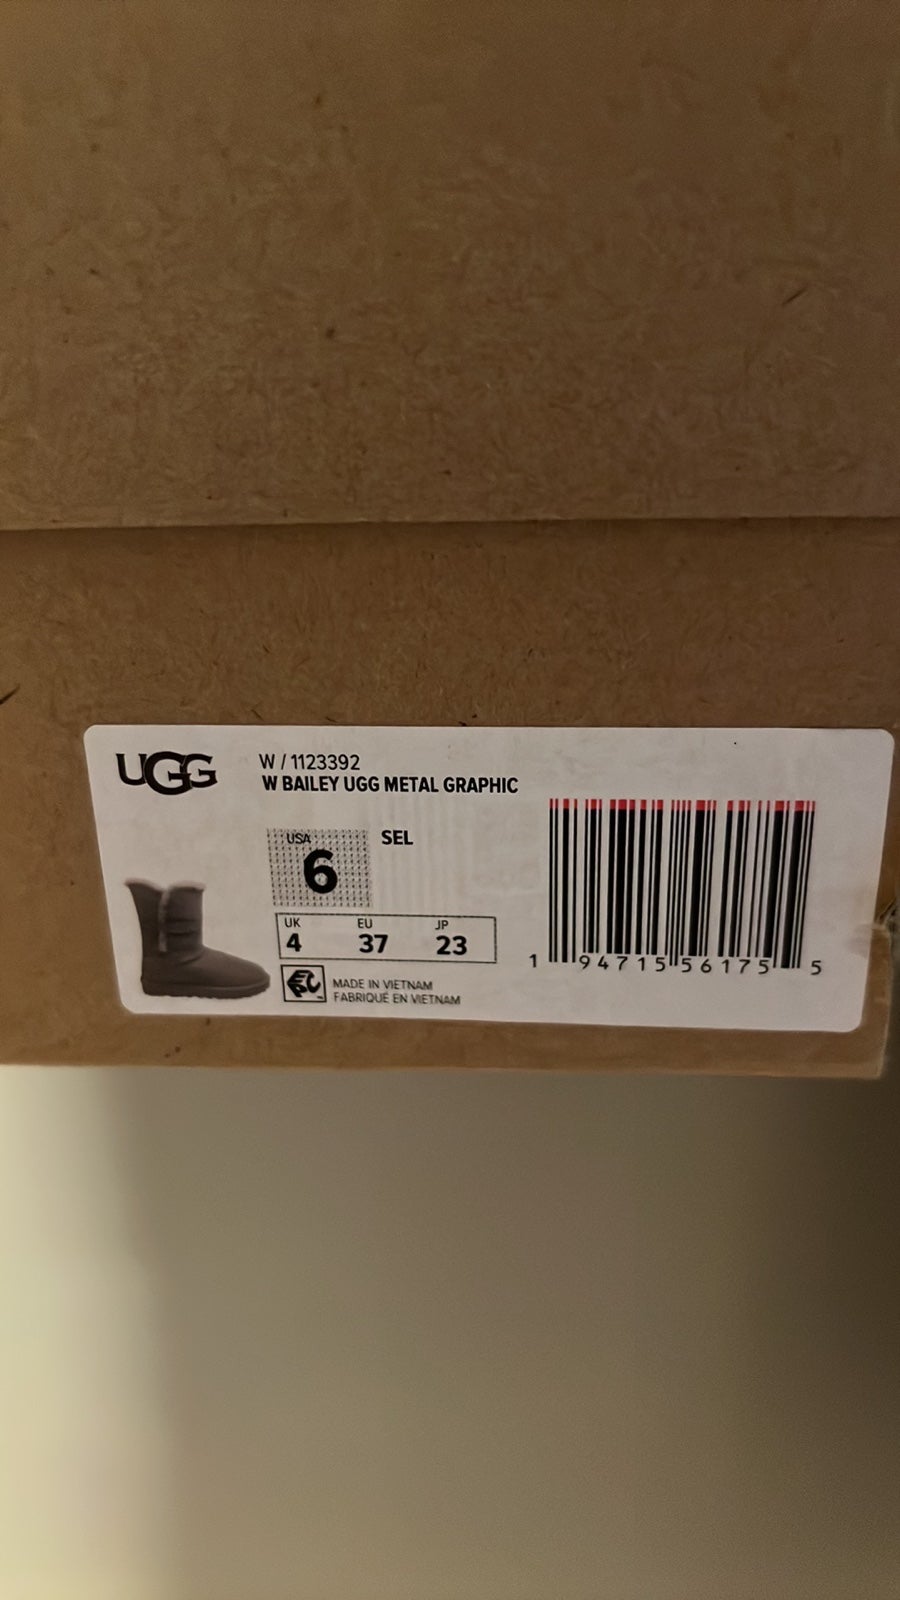 UGG
W / 1123392
W BAILEY UGG METAL GRAPHIC
USA
6
SEL
UK EU JP
4 37 23
EPC
MADE IN VIETNAM
FABRIQUÉ EN VIETNAM
1 94715 56175 5